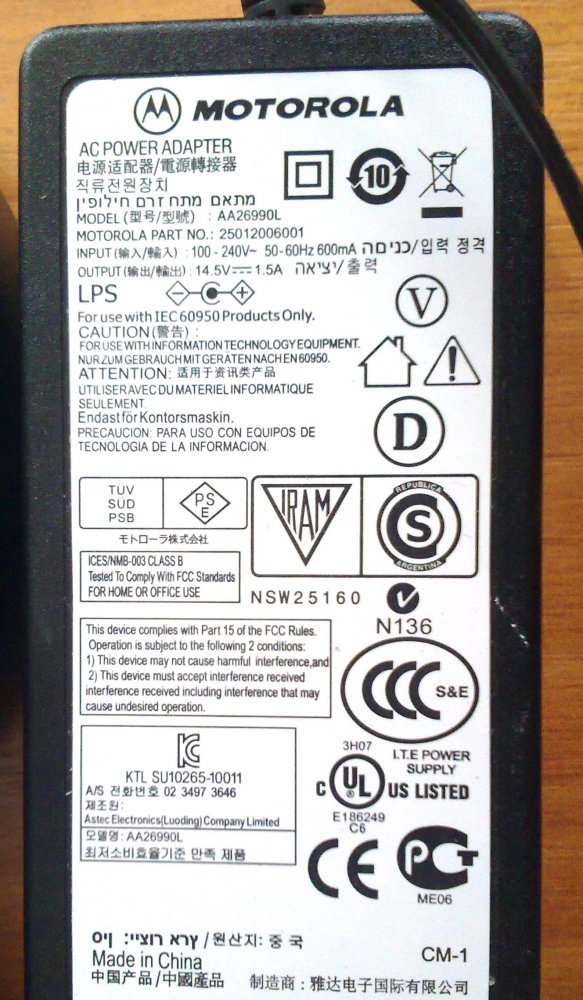 MOTOROLA
AC POWER ADAPTER
电源适配器/電源轉接器
직류전원장치
מתאם מתח זרם חילופין
MODEL (型号/型號) : AA26990L
MOTOROLA PART NO.: 25012006001
INPUT (输入/輸入) : 100 - 240V~ 50-60Hz 600mA כניסה/입력 정격
OUTPUT (输出/輸出) : 14.5V⎓1.5A יציאה/출력
10
LPS
For use with IEC 60950 Products Only.
CAUTION (警告) :
FOR USE WITH INFORMATION TECHNOLOGY EQUIPMENT.
NUR ZUM GEBRAUCH MIT GERÄTEN NACH EN 60950.
ATTENTION: 适用于资讯类产品
UTILISER AVEC DU MATERIEL INFORMATIQUE
SEULEMENT.
Endast för Kontorsmaskin.
PRECAUCION: PARA USO CON EQUIPOS DE
TECNOLOGIA DE LA INFORMACION.
V
D
TÜV
SÜD
PSB
PS
E
モトローラ株式会社
IRAM
REPUBLICA
S
ARGENTINA
ICES/NMB-003 CLASS B
Tested To Comply With FCC Standards
FOR HOME OR OFFICE USE
NSW25160
N136
This device complies with Part 15 of the FCC Rules.
Operation is subject to the following 2 conditions:
1) This device may not cause harmful interference,and
2) This device must accept interference received
interference received including interference that may
cause undesired operation.
CCC S&E
KTL SU10265-10011
A/S 전화번호 02 3497 3646
제조원:
Astec Electronics(Luoding) Company Limited
모델명: AA26990L
최저소비효율기준 만족 제품
3H07
I.T.E POWER
SUPPLY
C UL US LISTED
E186249
C6
CE
ME06
ארץ ייצור: סין / 원산지: 중국
Made in China
中国产品/中國產品
CM-1
制造商 : 雅达电子国际有限公司